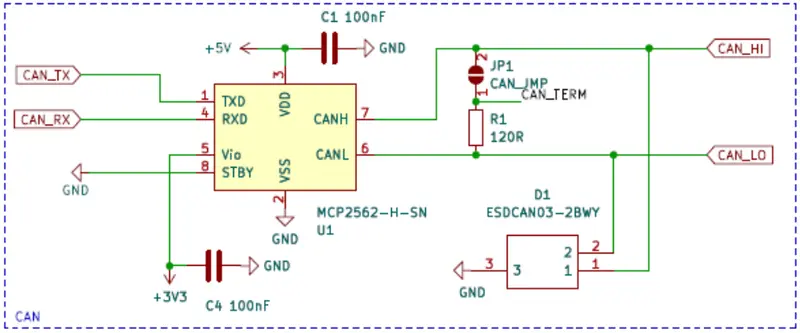 C1 100nF
+5V
GND
CAN_HI
CAN_TX
3
2
JP1
CAN_JMP
1
CAN_TERM
1
TXD
VDD
CANH
7
CAN_RX
4
RXD
R1
120R
5
Vio
CANL
6
CAN_LO
8
STBY
VSS
GND
2
MCP2562-H-SN
U1
GND
D1
ESDCAN03-2BWY
2
2
GND
3
3
1
1
GND
+3V3
C4 100nF
CAN